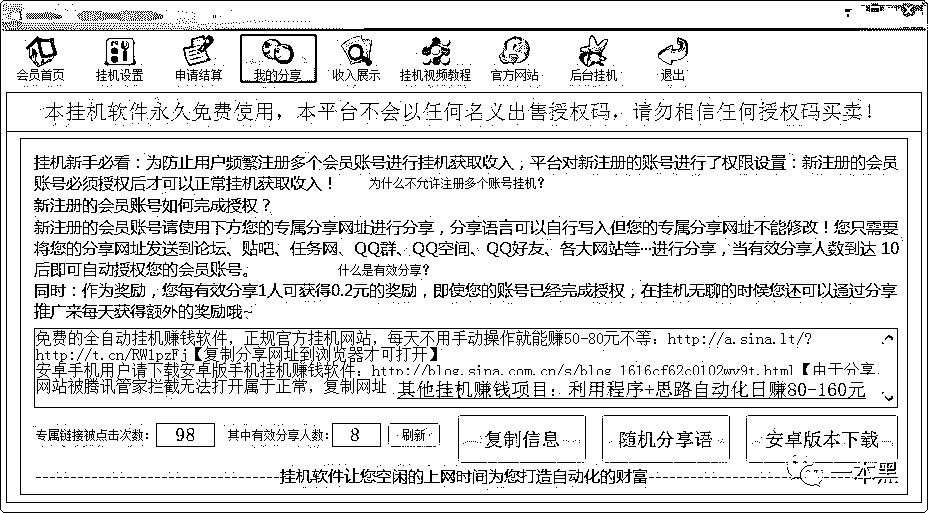 会员首页 挂机设置 申请结算 我的分享 收入展示 挂机视频教程 官方网站 后台挂机 退出
本挂机软件永久免费使用，本平台不会以任何名义出售授权码，请勿相信任何授权码买卖！
挂机新手必看：为防止用户频繁注册多个会员账号进行挂机获取收入；平台对新注册的账号进行了权限设置：新注册的会员
账号必须授权后才可以正常挂机获取收入！ 为什么不允许注册多个账号挂机？
新注册的会员账号如何完成授权？
新注册的会员账号请使用下方您的专属分享网址进行分享，分享语言可以自行写入但您的专属分享网址不能修改！您只需要
将您的分享网址发送到论坛、贴吧、任务网、QQ群、QQ空间、QQ好友、各大网站等…进行分享，当有效分享人数到达 10
后即可自动授权您的会员账号。 什么是有效分享？
同时：作为奖励，您每有效分享1人可获得0.2元的奖励，即使您的账号已经完成授权；在挂机无聊的时候您还可以通过分享
推广来每天获得额外的奖励哦~
免费的全自动挂机赚钱软件，正规官方挂机网站，每天不用手动操作就能赚50-80元不等：http://a.sina.lt/?
http://t.cn/RWlpzFj【复制分享网址到浏览器才可打开】
安卓手机用户请下载安卓版手机挂机赚钱软件：http://blog.sina.com.cn/s/blog_1616cf62c0102wv9t.html【由于分享
网站被腾讯管家拦截无法打开属于正常，复制网址 其他挂机赚钱项目：利用程序+思路自动化日赚80-160元
专属链接被点击次数： 98 其中有效分享人数： 8 刷新 复制信息 随机分享语 安卓版本下载
挂机软件让您空闲的上网时间为您打造自动化的财富
一本黑